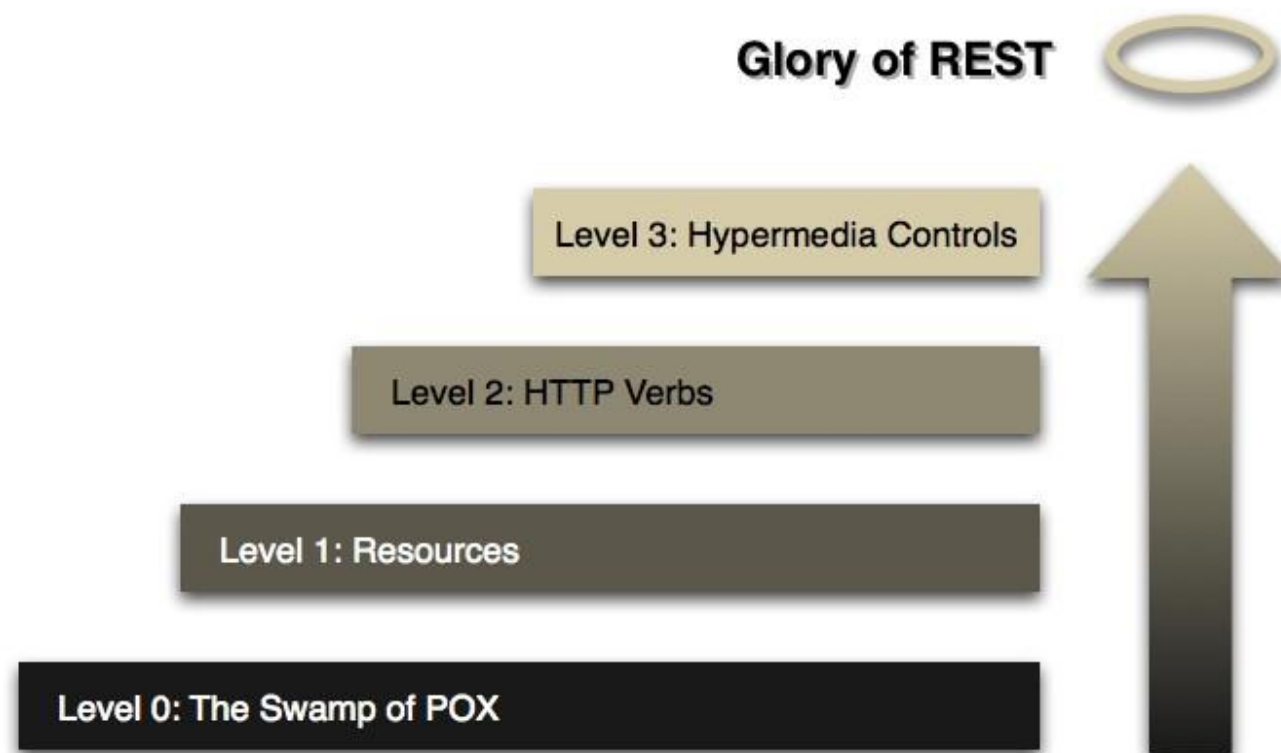 Glory of REST
Level 3: Hypermedia Controls
Level 2: HTTP Verbs
Level 1: Resources
Level 0: The Swamp of POX